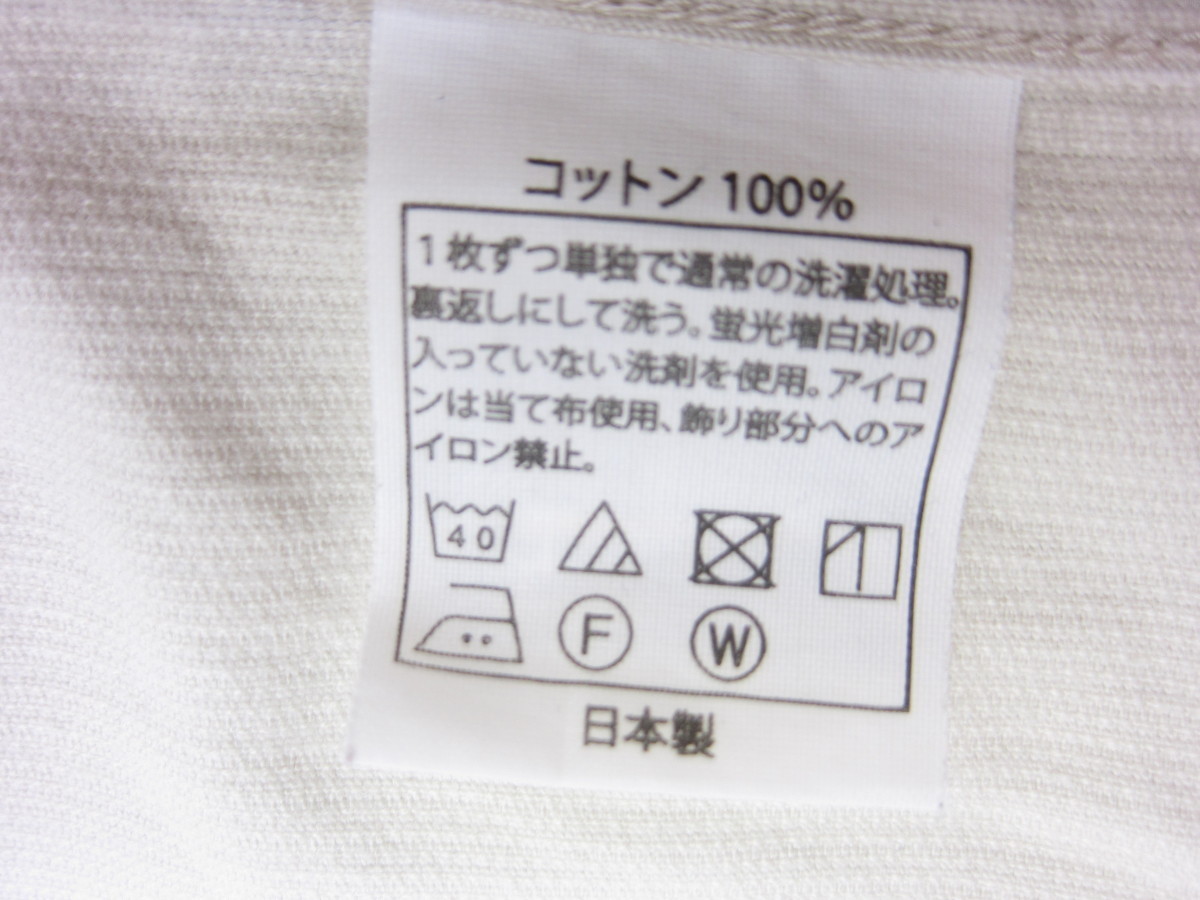 コットン 100%
1枚ずつ単独で通常の洗濯処理。
裏返しにして洗う。蛍光増白剤の
入っていない洗剤を使用。アイロ
ンは当て布使用、飾り部分へのア
イロン禁止。
40
F W
日本製